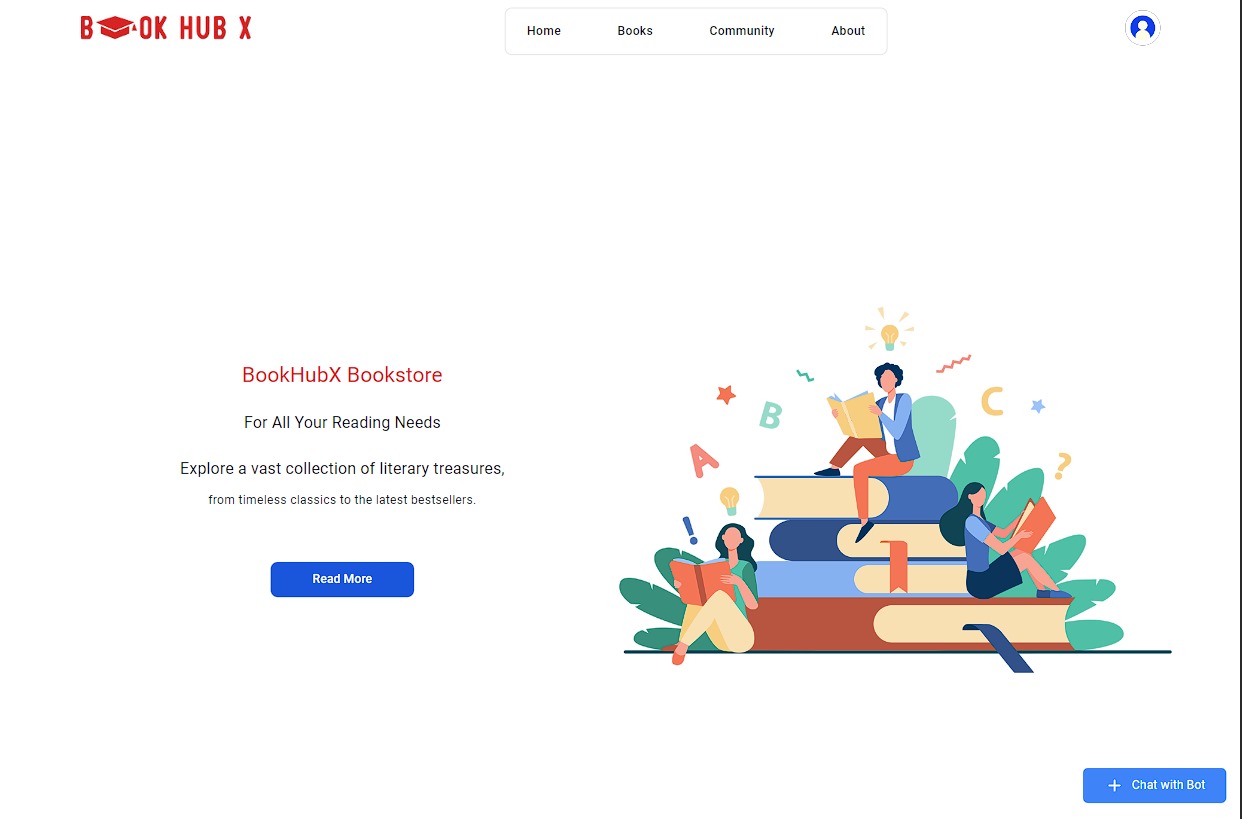 BOOK HUB X
Home Books Community About
BookHubX Bookstore
For All Your Reading Needs
Explore a vast collection of literary treasures,
from timeless classics to the latest bestsellers.
Read More
A
B
C
!
?
+ Chat with Bot